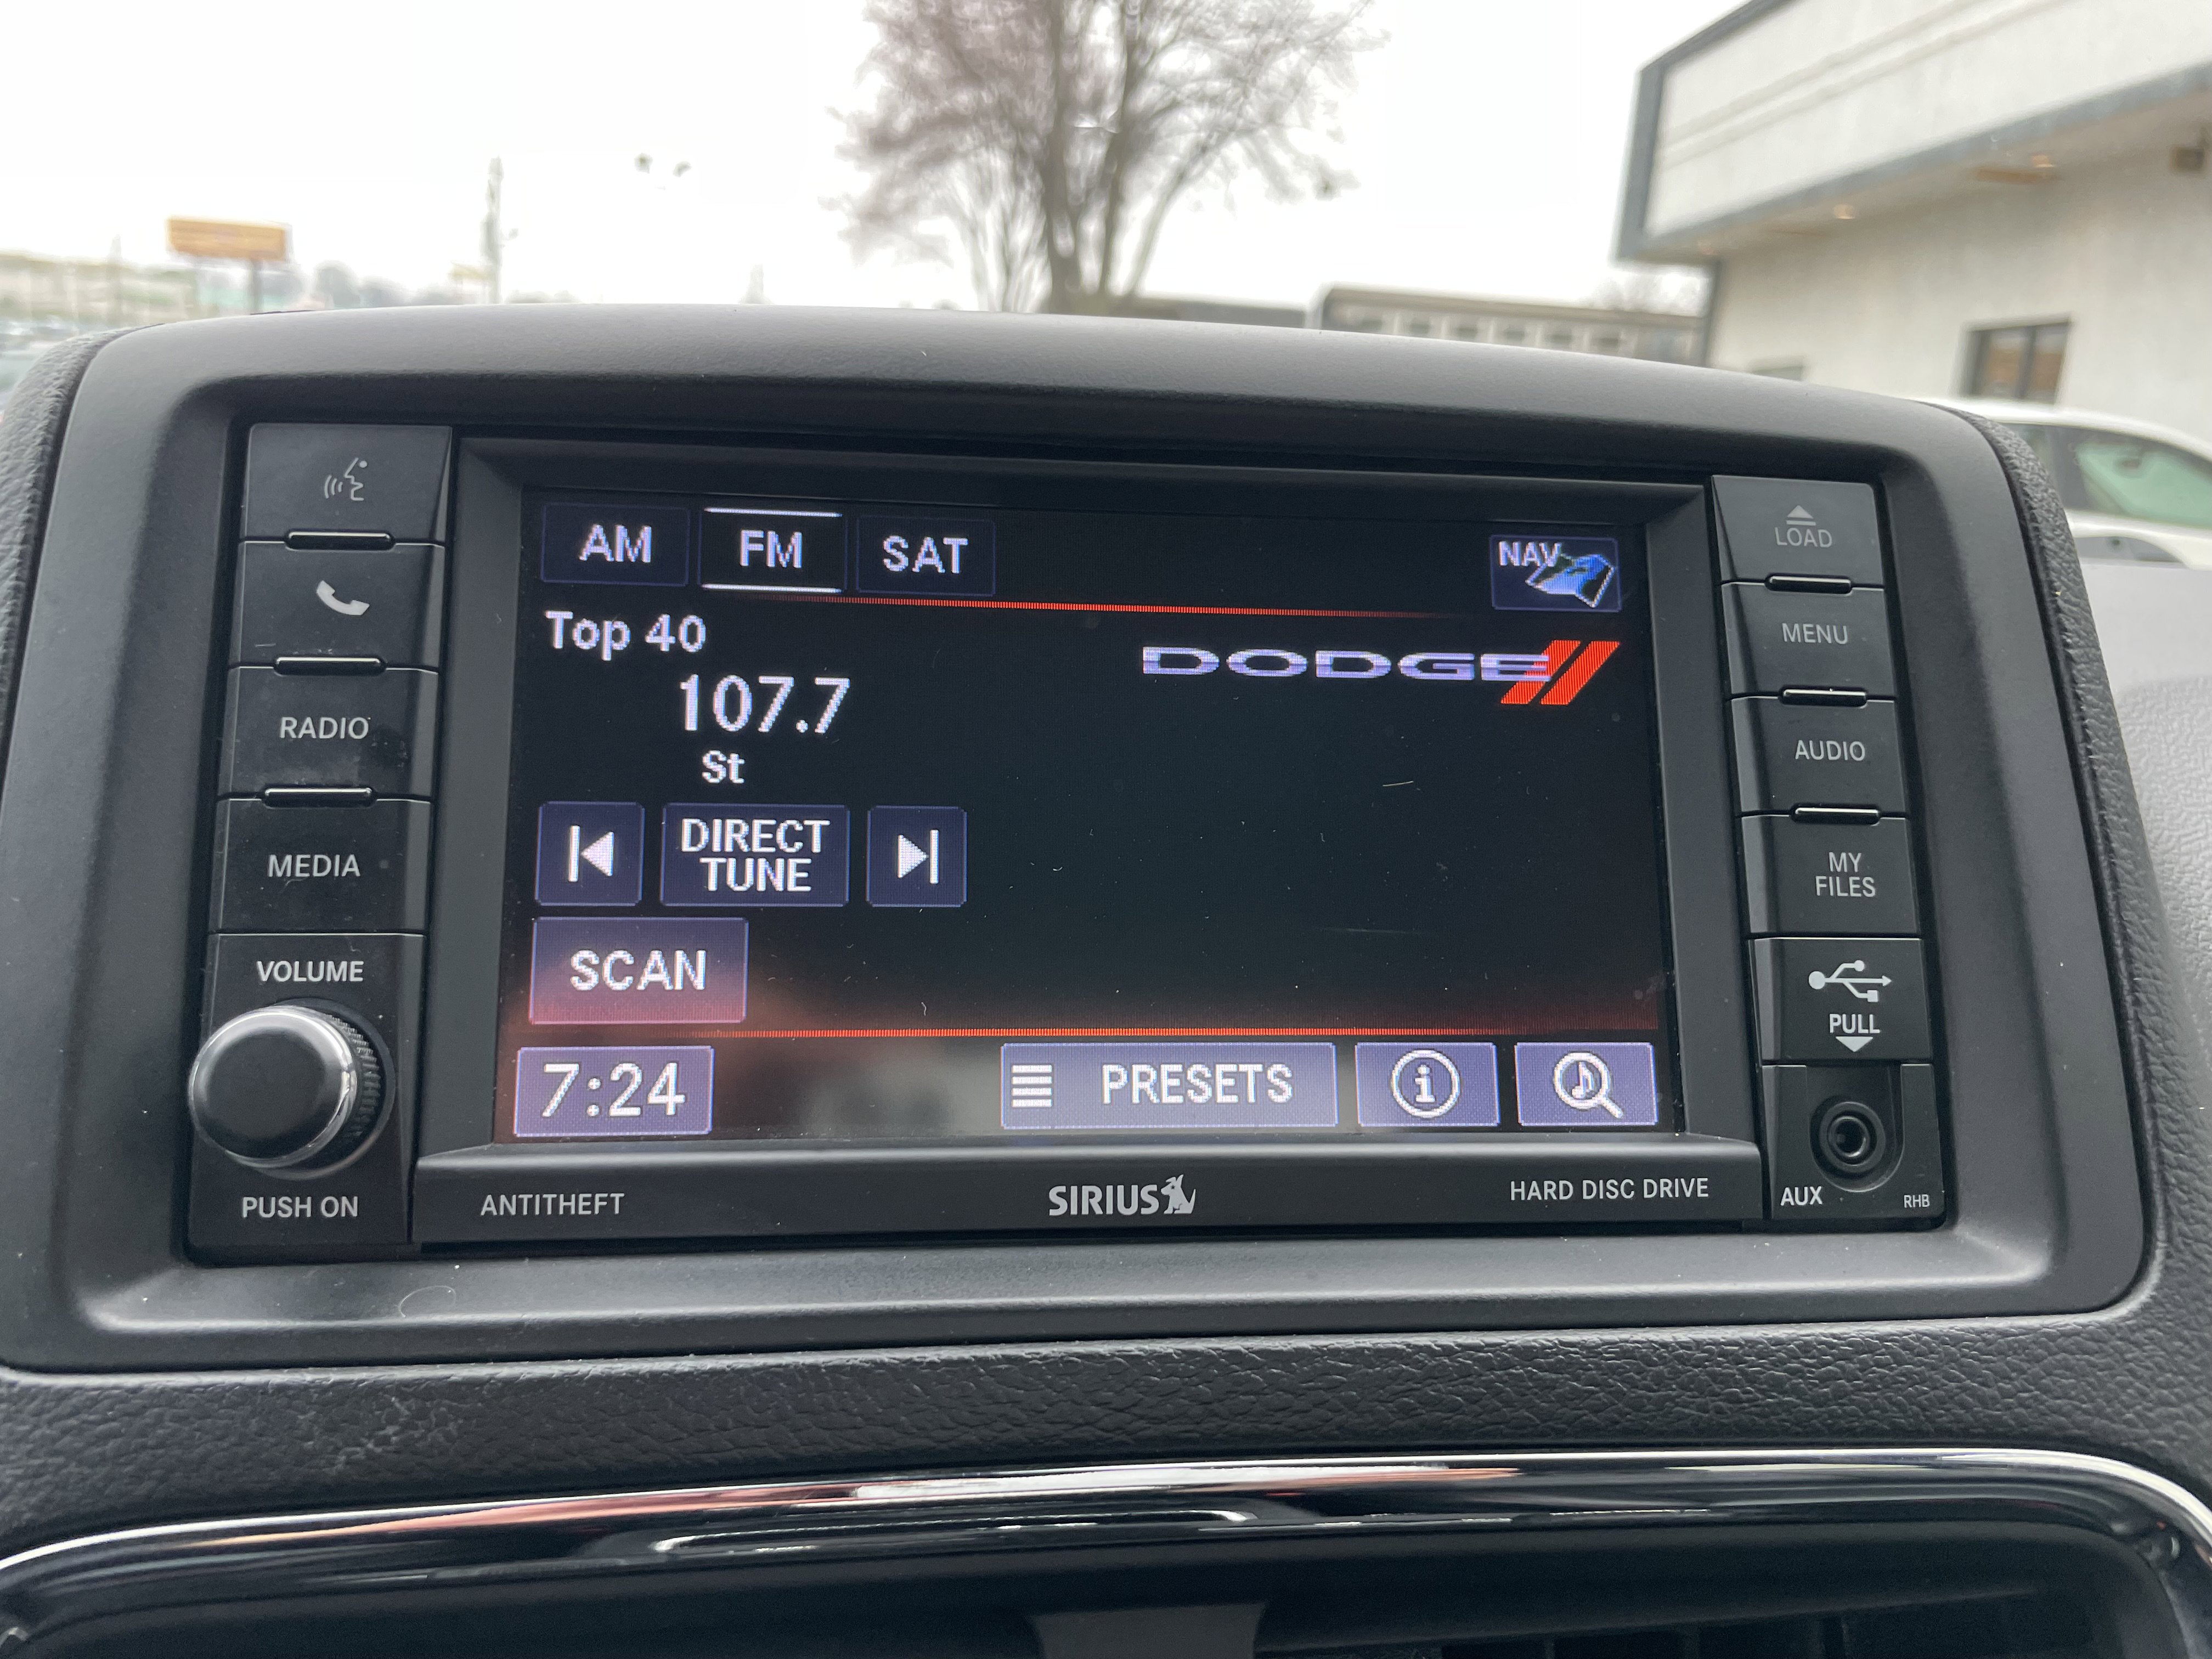 AM FM SAT NAV
Top 40
DODGE
107.7
St
DIRECT
TUNE
SCAN
7:24 PRESETS i
RADIO
MEDIA
VOLUME
PUSH ON
ANTITHEFT SIRIUS HARD DISC DRIVE
LOAD
MENU
AUDIO
MY
FILES
PULL
AUX RHB